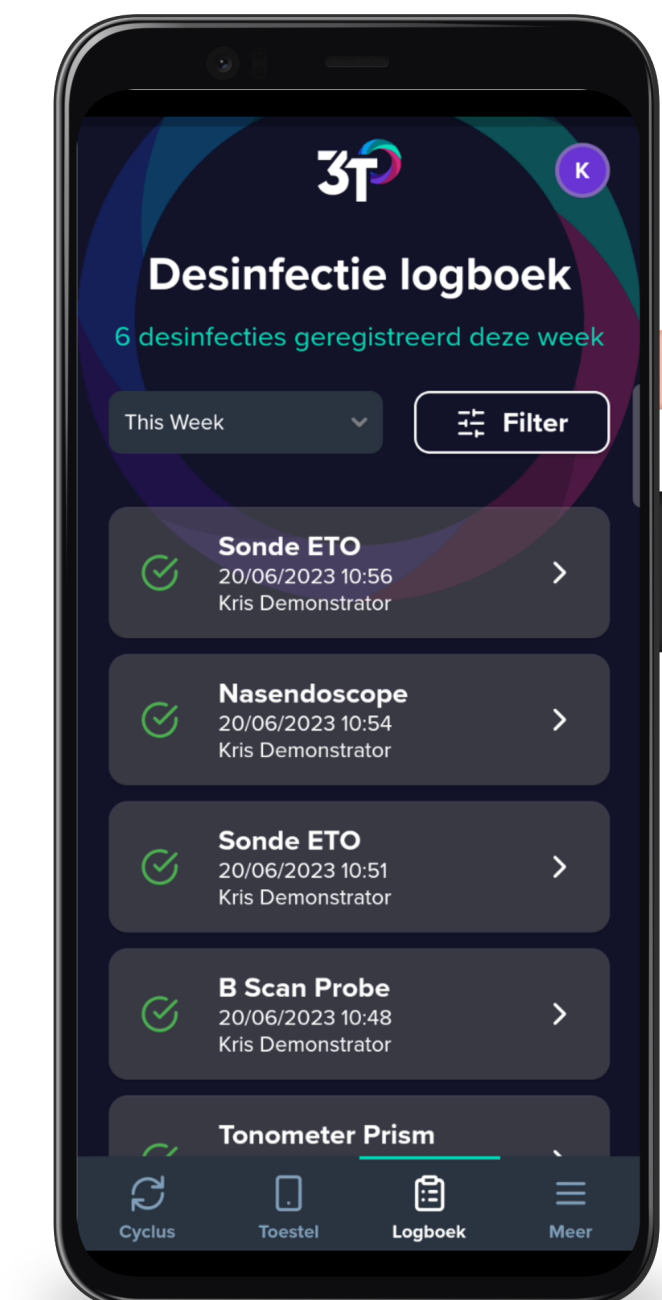 3T
K
Desinfectie logboek
6 desinfecties geregistreerd deze week
This Week
Filter
Sonde ETO
20/06/2023 10:56
Kris Demonstrator
Nasendoscope
20/06/2023 10:54
Kris Demonstrator
Sonde ETO
20/06/2023 10:51
Kris Demonstrator
B Scan Probe
20/06/2023 10:48
Kris Demonstrator
Tonometer Prism
Cyclus
Toestel
Logboek
Meer